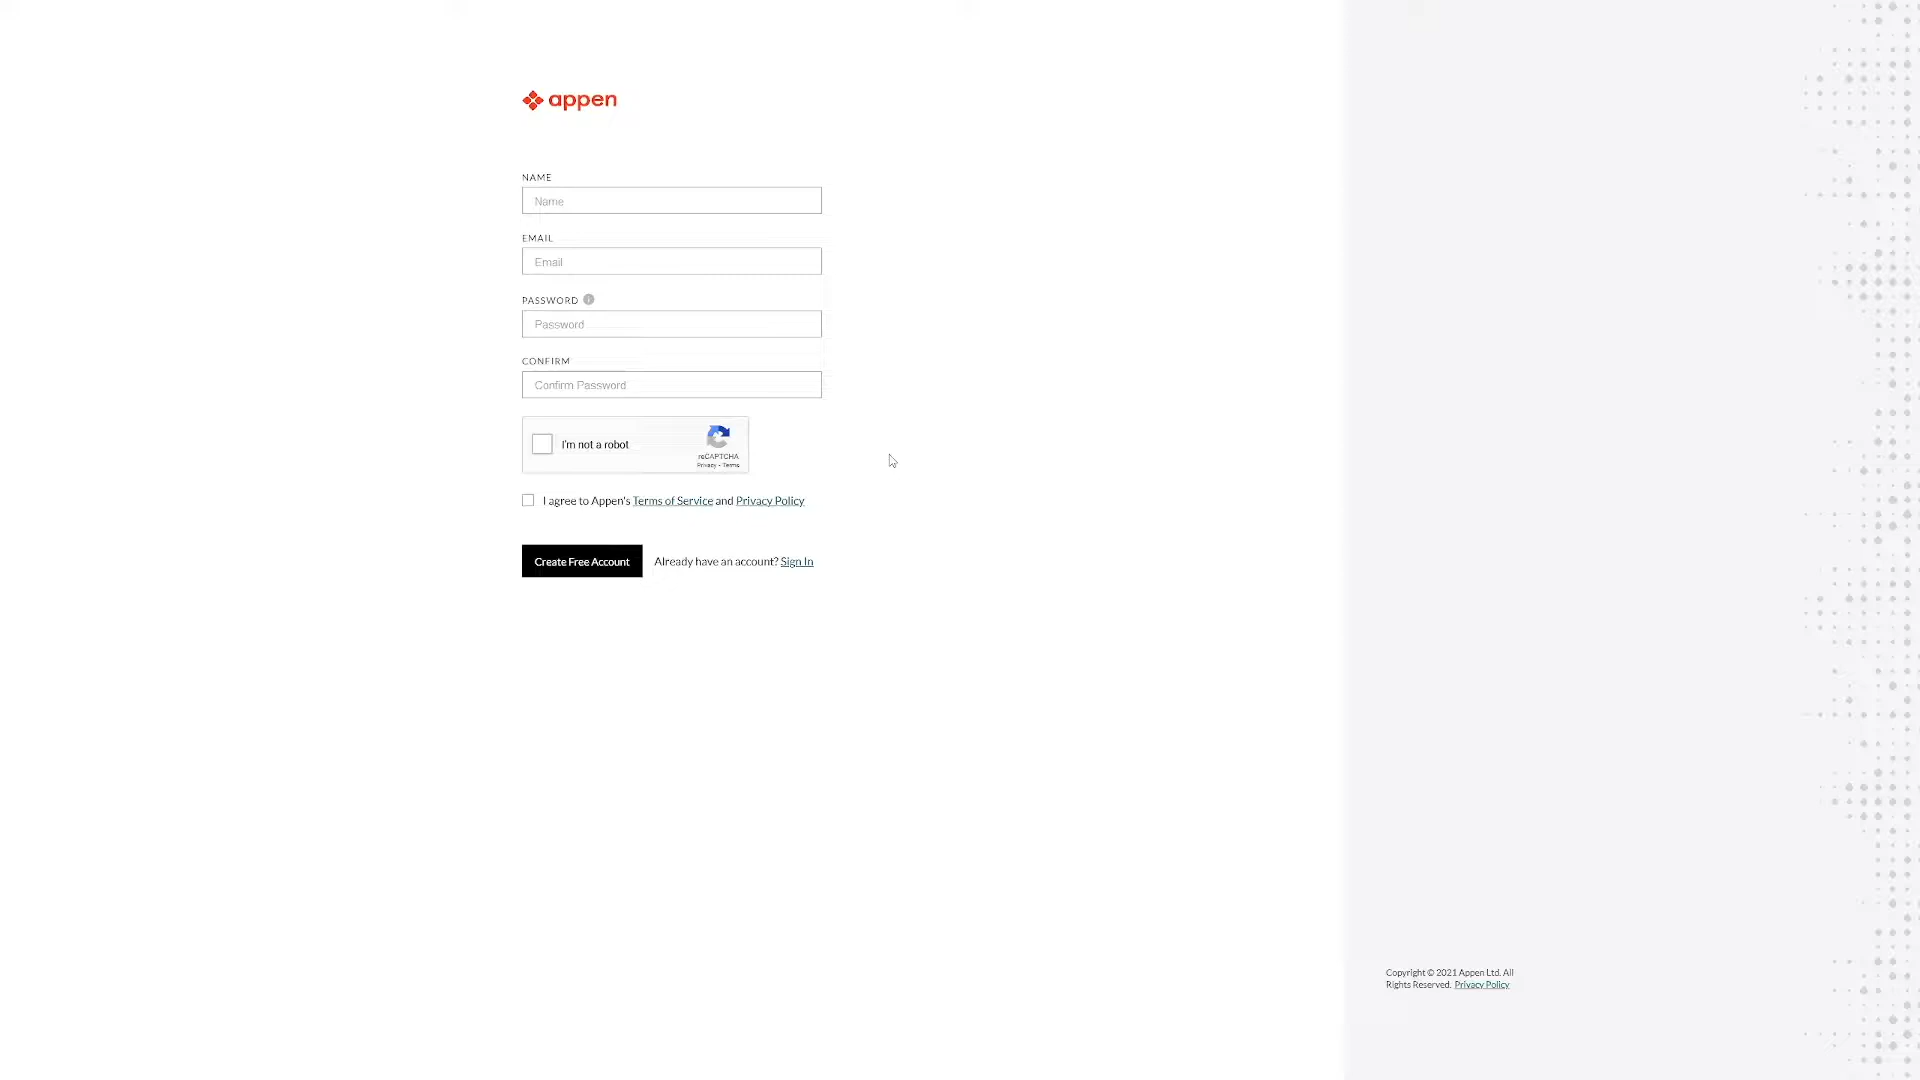 appen
NAME
Name
EMAIL
Email
PASSWORD
Password
CONFIRM
Confirm Password
I'm not a robot
reCAPTCHA
Privacy - Terms
I agree to Appen's Terms of Service and Privacy Policy
Create Free Account
Already have an account? Sign In
Copyright © 2021 Appen Ltd. All
Rights Reserved. Privacy Policy